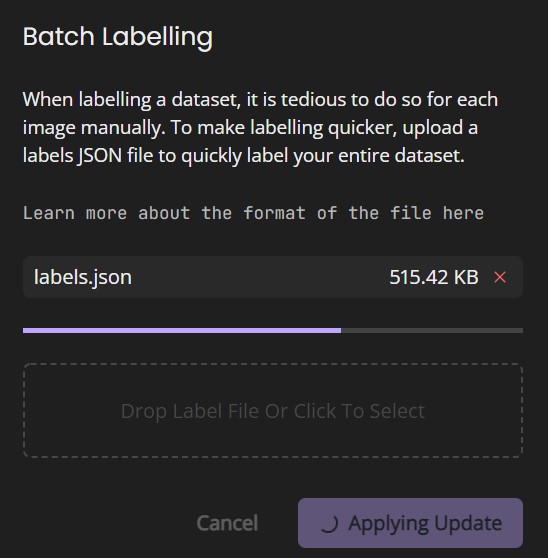 Batch Labelling
When labelling a dataset, it is tedious to do so for each
image manually. To make labelling quicker, upload a
labels JSON file to quickly label your entire dataset.
Learn more about the format of the file here
labels.json 515.42 KB
Drop Label File Or Click To Select
Cancel Applying Update